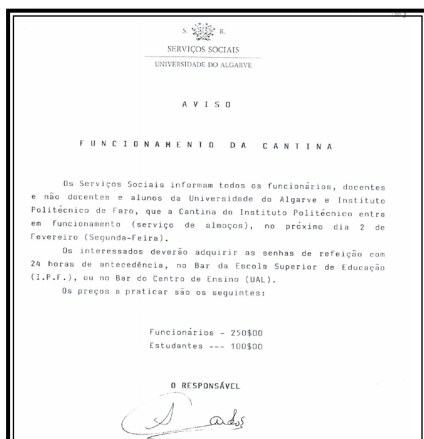 S. R.
SERVIÇOS SOCIAIS
UNIVERSIDADE DO ALGARVE
AVISO
FUNCIONAMENTO DA CANTINA
Os Serviços Sociais informam todos os funcionários, docentes
e não docentes e alunos da Universidade do Algarve e Instituto
Politécnico de Faro, que a Cantina do Instituto Politécnico entra
em funcionamento (serviço de almoços), no próximo dia 2 de
Fevereiro (Segunda-Feira).
Os interessados deverão adquirir as senhas de refeição com
24 horas de antecedência, no Bar da Escola Superior de Educação
(I.P.F.), ou no Bar do Centro de Ensino (UAL).
Os preços a praticar são os seguintes:
Funcionários - 250$00
Estudantes --- 100$00
O RESPONSÁVEL